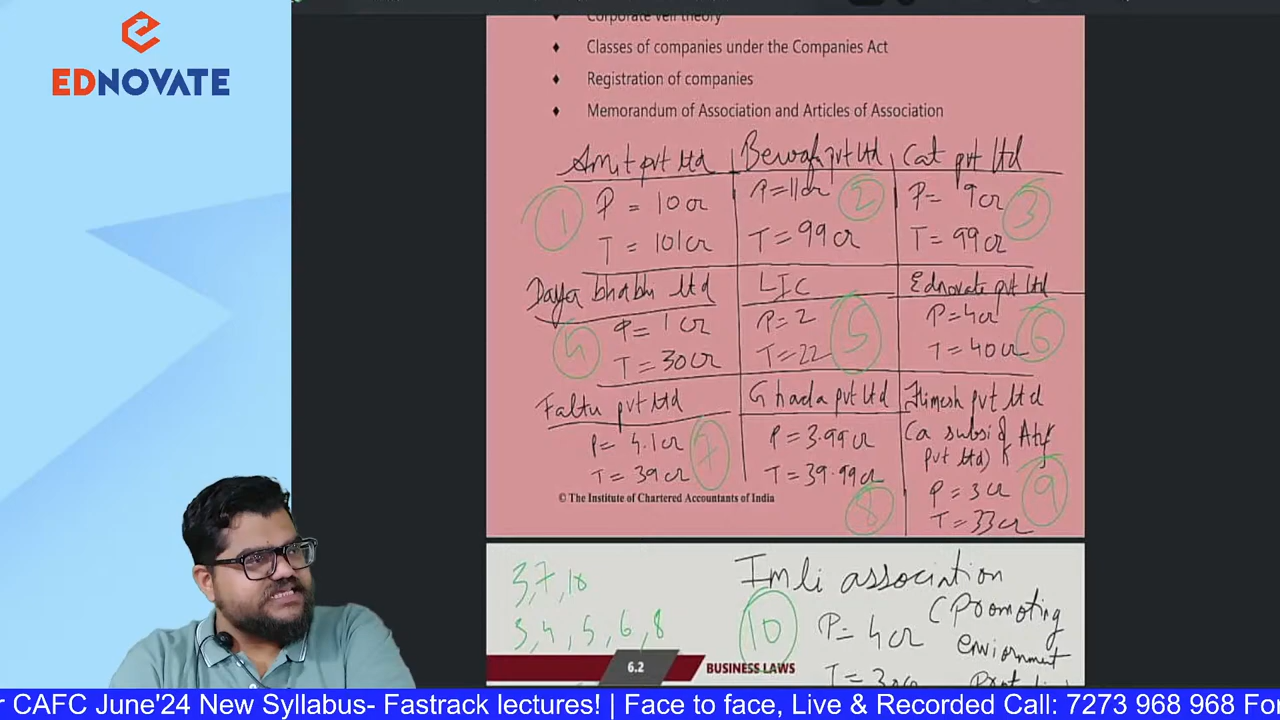 EDNOVATE
Corporate veil theory
♦ Classes of companies under the Companies Act
♦ Registration of companies
♦ Memorandum of Association and Articles of Association
Amit pvt ltd
P = 10 cr
T = 101 cr
1
Bewafa pvt ltd
P = 11 cr
T = 99 cr
2
Cat pvt ltd
P = 9 cr
T = 99 cr
3
Daya bhabhi ltd
P = 1 cr
T = 30 cr
4
LIC
P = 2
T = 22
5
Ednovate pvt ltd
P = 4 cr
T = 40 cr
6
Faltu pvt ltd
P = 4.1 cr
T = 39 cr
7
Ghada pvt ltd
P = 3.99 cr
T = 39.99 cr
8
Himesh pvt ltd
(a subsi of
pvt ltd)
P = 3 cr
T = 33 cr
9
© The Institute of Chartered Accountants of India
3, 7, 10
3, 4, 5, 6, 8
Imli association
(Promoting
enviornment
10
P = 4 cr
6.2 BUSINESS LAWS
r CAFC June'24 New Syllabus- Fastrack lectures! | Face to face, Live & Recorded Call: 7273 968 968 For